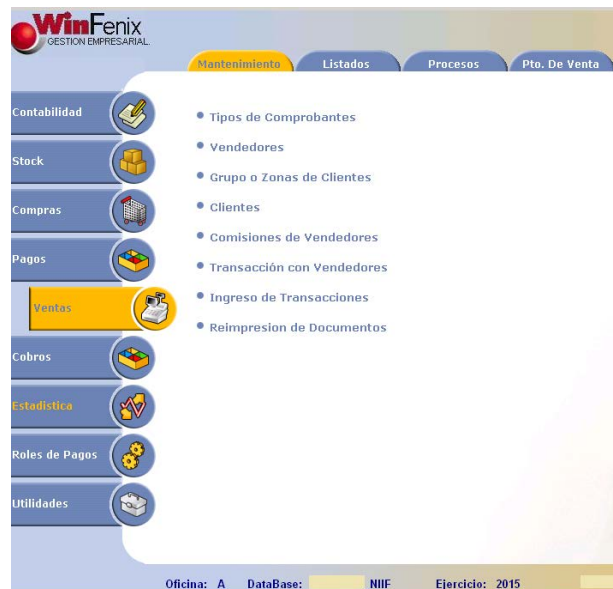 WinFenix
GESTION EMPRESARIAL.
Mantenimiento
Listados
Procesos
Pto. De Venta
Contabilidad
Stock
Compras
Pagos
Ventas
Cobros
Estadistica
Roles de Pagos
Utilidades
• Tipos de Comprobantes
• Vendedores
• Grupo o Zonas de Clientes
• Clientes
• Comisiones de Vendedores
• Transacción con Vendedores
• Ingreso de Transacciones
• Reimpresion de Documentos
Oficina: A DataBase: NIIF Ejercicio: 2015